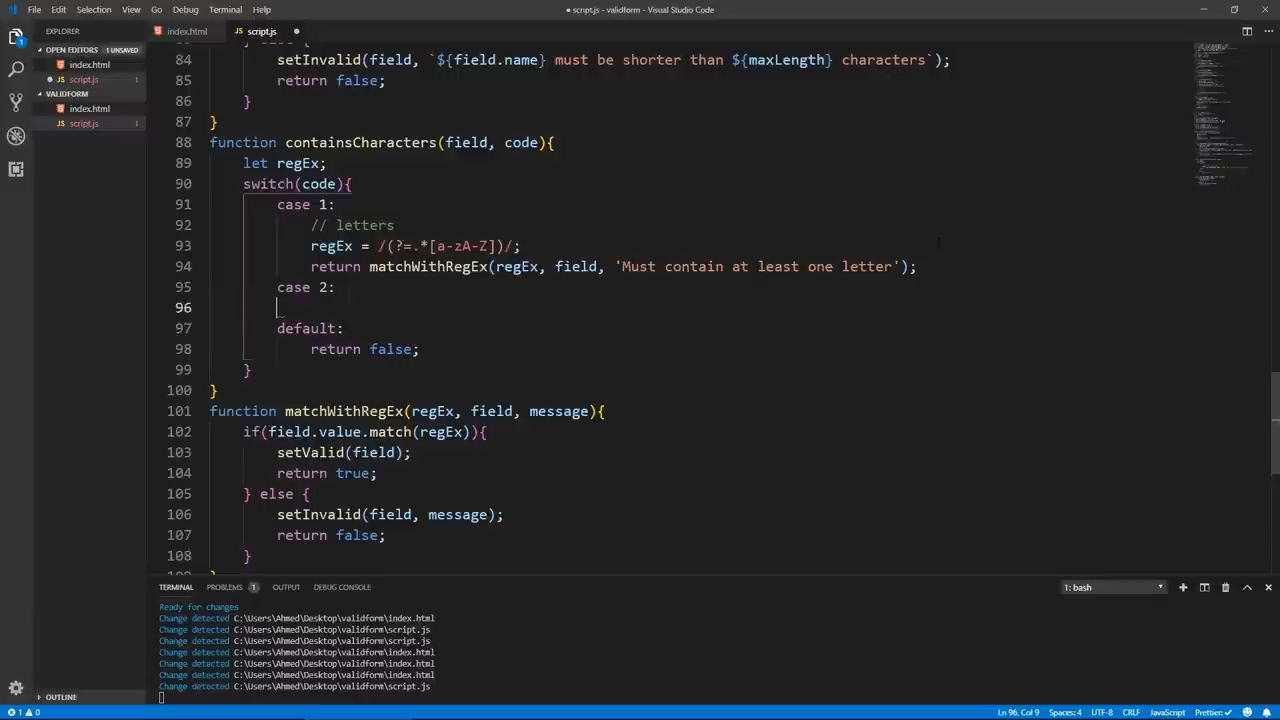 File Edit Selection View Go Debug Terminal Help
● script.js - validform - Visual Studio Code
EXPLORER
OPEN EDITORS 1 UNSAVED
index.html
script.js 1
VALIDFORM
index.html
script.js 1
OUTLINE
1
index.html
script.js
84 setInvalid(field, `${field.name} must be shorter than ${maxLength} characters`);
85 return false;
86 }
87 }
88 function containsCharacters(field, code){
89 let regEx;
90 switch(code){
91 case 1:
92 // letters
93 regEx = /(?=.*[a-zA-Z])/;
94 return matchWithRegEx(regEx, field, 'Must contain at least one letter');
95 case 2:
96
97 default:
98 return false;
99 }
100 }
101 function matchWithRegEx(regEx, field, message){
102 if(field.value.match(regEx)){
103 setValid(field);
104 return true;
105 } else {
106 setInvalid(field, message);
107 return false;
108 }
TERMINAL PROBLEMS 1 OUTPUT DEBUG CONSOLE
1: bash
Ready for changes
Change detected C:\Users\Ahmed\Desktop\validform\index.html
Change detected C:\Users\Ahmed\Desktop\validform\script.js
Change detected C:\Users\Ahmed\Desktop\validform\script.js
Change detected C:\Users\Ahmed\Desktop\validform\index.html
Change detected C:\Users\Ahmed\Desktop\validform\index.html
Change detected C:\Users\Ahmed\Desktop\validform\index.html
Change detected C:\Users\Ahmed\Desktop\validform\script.js
1 0
Ln 96, Col 9 Spaces: 4 UTF-8 CRLF JavaScript Prettier: ✓